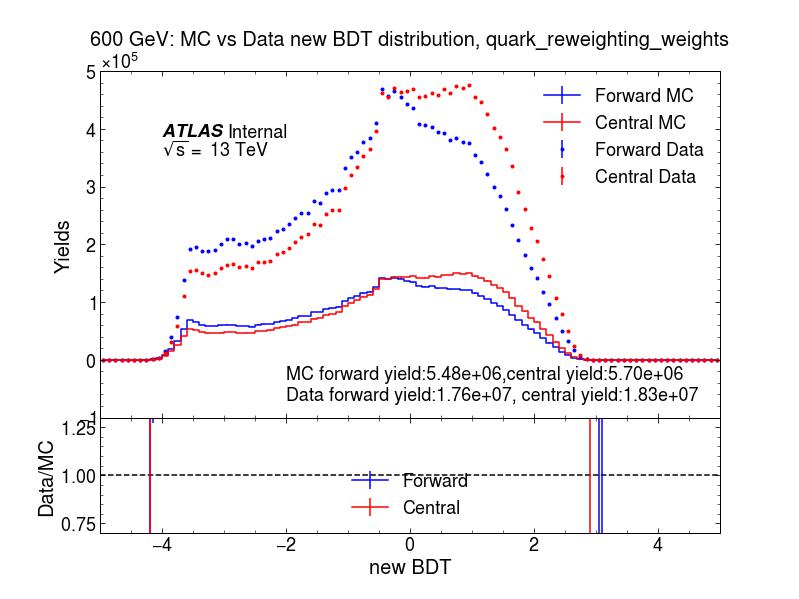 600 GeV: MC vs Data new BDT distribution, quark_reweighting_weights
×10⁵
5
4
3
2
1
0
−1
Yields
ATLAS Internal
√s = 13 TeV
Forward MC
Central MC
Forward Data
Central Data
MC forward yield:5.48e+06,central yield:5.70e+06
Data forward yield:1.76e+07, central yield:1.83e+07
1.25
1.00
0.75
Data/MC
Forward
Central
−4 −2 0 2 4
new BDT